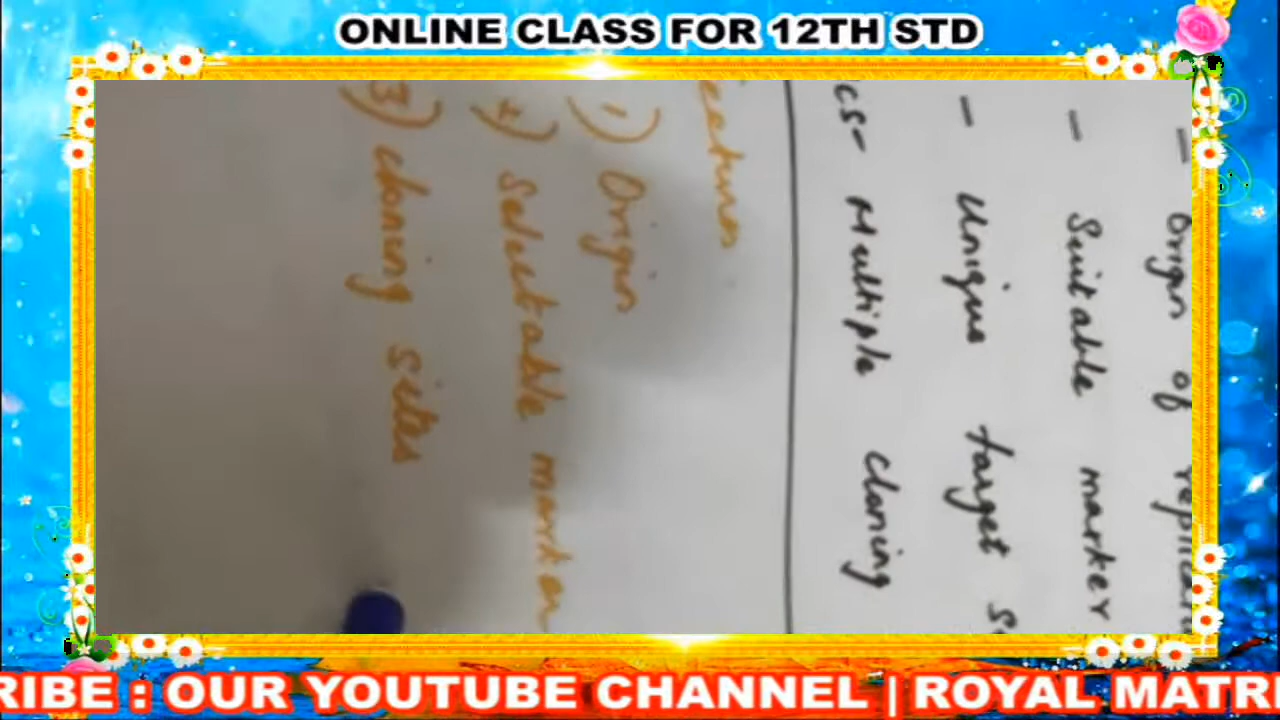 ONLINE CLASS FOR 12TH STD
- Origin of
- Suitable marker
- Unique target
cs- Multiple cloning
1) Origin
2) Selectable marker
3) cloning sites
RIBE : OUR YOUTUBE CHANNEL | ROYAL MATRI